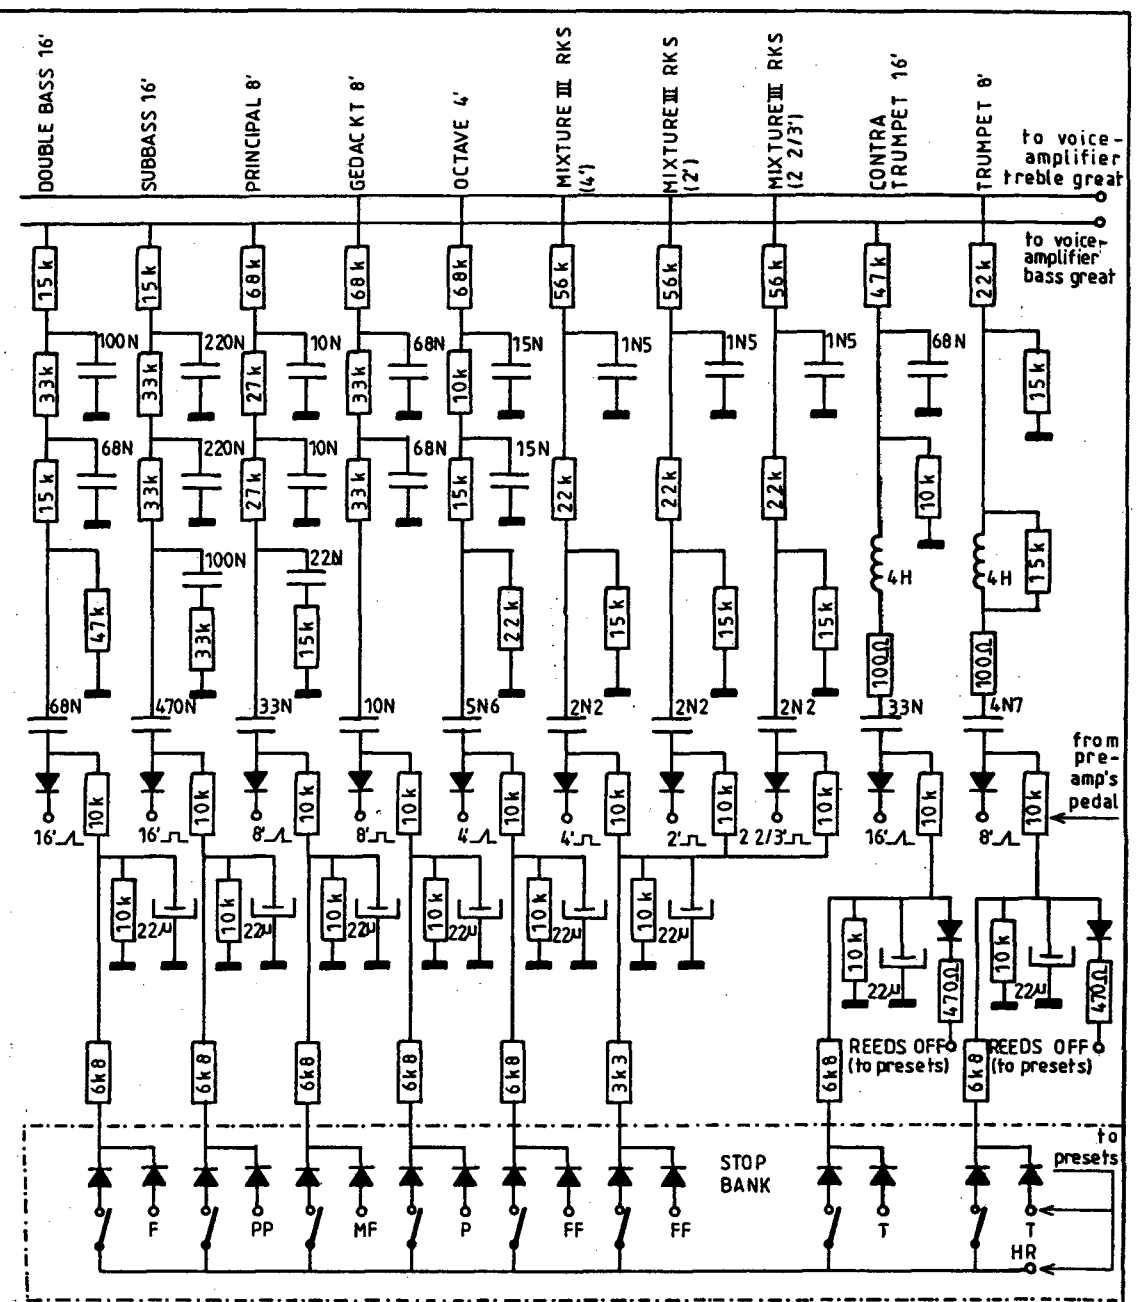 DOUBLE BASS 16'
SUBBASS 16'
PRINCIPAL 8'
GEDACKT 8'
OCTAVE 4'
MIXTURE III RKS
(4')
MIXTURE III RKS
(2')
MIXTURE III RKS
(2 2/3')
CONTRA
TRUMPET 16'
TRUMPET 8'
to voice-
amplifier
treble great
to voice-
amplifier
bass great
15k 15k 68k 68k 68k 56k 56k 56k 47k 22k
100N 220N 10N 68N 15N 1N5 1N5 1N5 68N
33k 33k 27k 33k 10k 15k
68N 220N 10N 68N 15N
15k 33k 27k 33k 15k 22k 22k 22k 10k
100N 22N 4H 4H 15k
47k 33k 15k 22k 15k 15k 15k 100Ω 100Ω
68N 470N 33N 10N 5N6 2N2 2N2 2N2 33N 4N7
from
pre-
amp's
pedal
10k 10k 10k 10k 10k 10k 10k 10k 10k 10k
16' 16' 8' 8' 4' 4' 2' 2 2/3' 16' 8'
10k 22µ 10k 22µ 10k 22µ 10k 22µ 10k 22µ 10k 22µ
10k 22µ 470Ω 10k 22µ 470Ω
REEDS OFF
(to presets)
REEDS OFF
(to presets)
6k8 6k8 6k8 6k8 6k8 3k3 6k8 6k8
to
presets
STOP
BANK
F PP MF P FF FF T T
HR